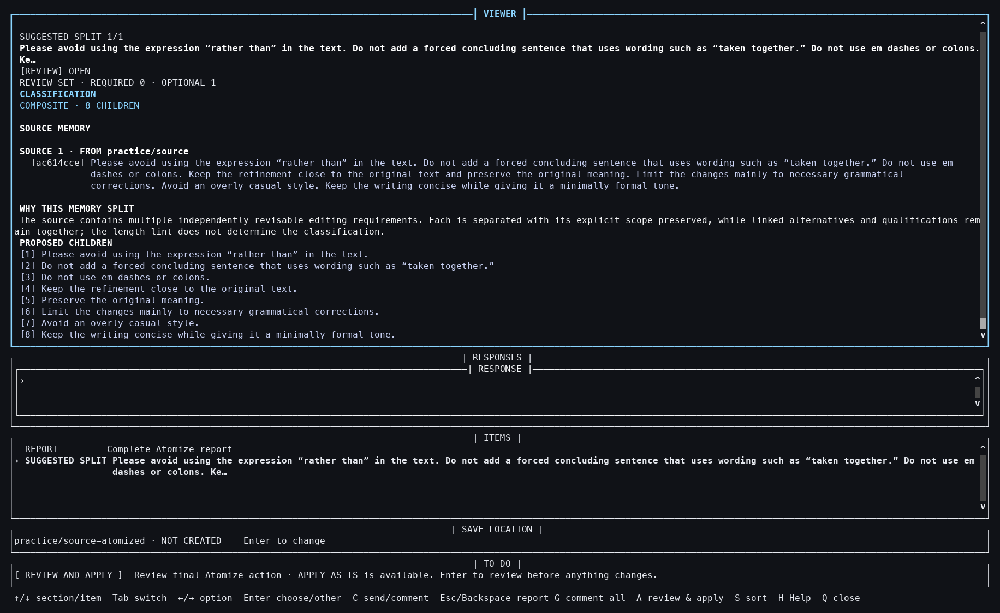 VIEWER
^
SUGGESTED SPLIT 1/1
Please avoid using the expression “rather than” in the text. Do not add a forced concluding sentence that uses wording such as “taken together.” Do not use em dashes or colons.
Ke…
[REVIEW] OPEN
REVIEW SET · REQUIRED 0 · OPTIONAL 1
CLASSIFICATION
COMPOSITE · 8 CHILDREN
SOURCE MEMORY
SOURCE 1 · FROM practice/source
[ac614cce] Please avoid using the expression “rather than” in the text. Do not add a forced concluding sentence that uses wording such as “taken together.” Do not use em
dashes or colons. Keep the refinement close to the original text and preserve the original meaning. Limit the changes mainly to necessary grammatical
corrections. Avoid an overly casual style. Keep the writing concise while giving it a minimally formal tone.
WHY THIS MEMORY SPLIT
The source contains multiple independently revisable editing requirements. Each is separated with its explicit scope preserved, while linked alternatives and qualifications rem
ain together; the length lint does not determine the classification.
PROPOSED CHILDREN
[1] Please avoid using the expression “rather than” in the text.
[2] Do not add a forced concluding sentence that uses wording such as “taken together.”
[3] Do not use em dashes or colons.
[4] Keep the refinement close to the original text.
[5] Preserve the original meaning.
[6] Limit the changes mainly to necessary grammatical corrections.
[7] Avoid an overly casual style.
[8] Keep the writing concise while giving it a minimally formal tone.
v
RESPONSES
RESPONSE
› ^
v
ITEMS
REPORT Complete Atomize report ^
› SUGGESTED SPLIT Please avoid using the expression “rather than” in the text. Do not add a forced concluding sentence that uses wording such as “taken together.” Do not use em
dashes or colons. Ke…
v
SAVE LOCATION
practice/source-atomized · NOT CREATED Enter to change
TO DO
[ REVIEW AND APPLY ] Review final Atomize action · APPLY AS IS is available. Enter to review before anything changes.
↑/↓ section/item Tab switch ←/→ option Enter choose/other C send/comment Esc/Backspace report G comment all A review & apply S sort H Help Q close